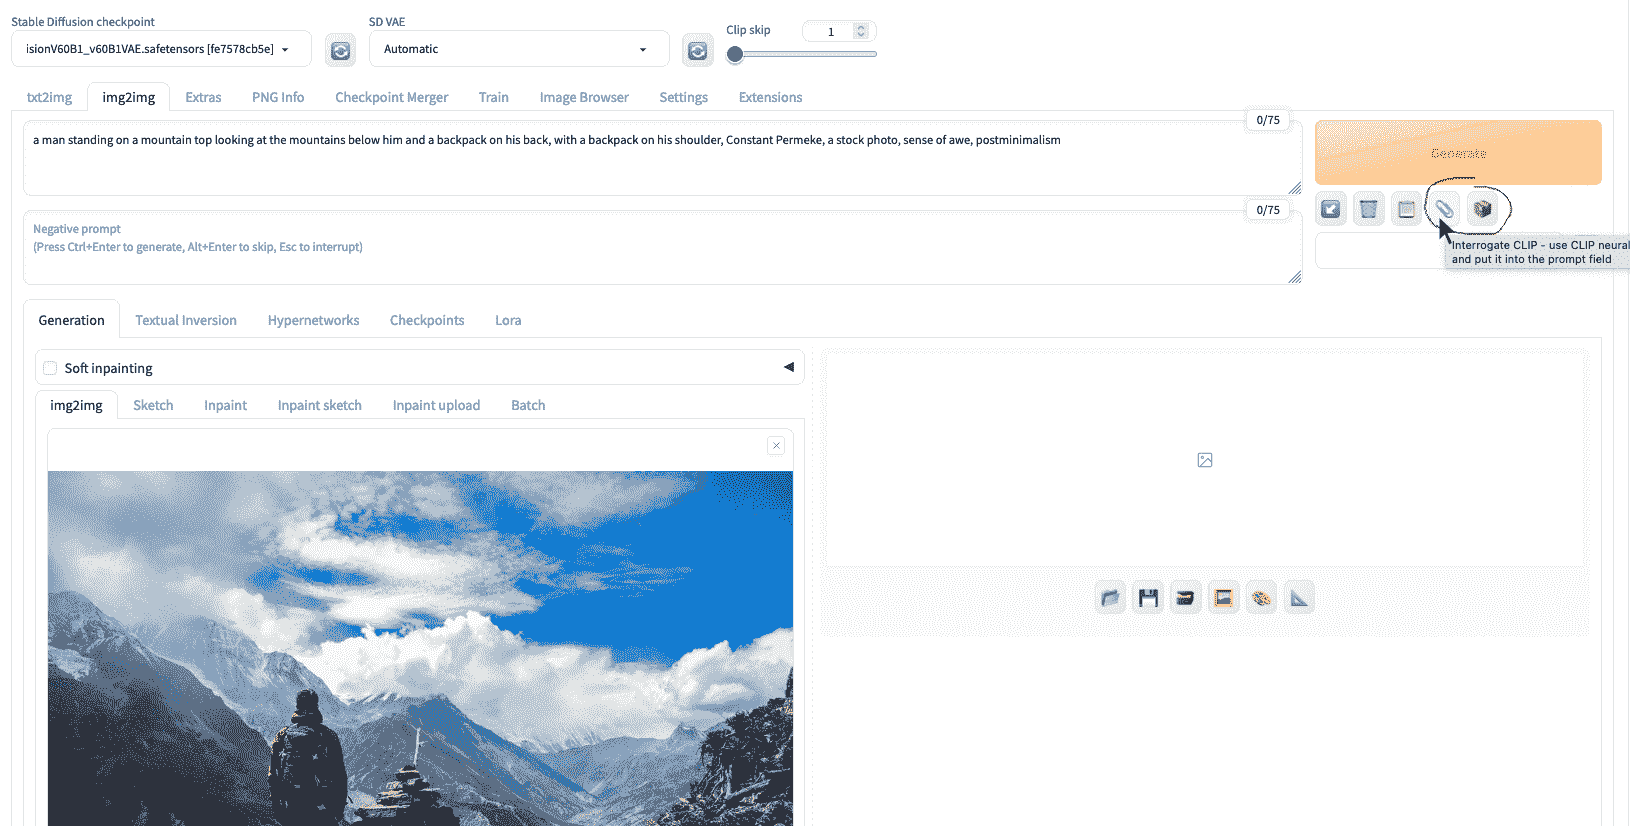 Stable Diffusion checkpoint
SD VAE
Clip skip
1
isionV60B1_v60B1VAE.safetensors [fe7578cb5e]
Automatic
txt2img
img2img
Extras
PNG Info
Checkpoint Merger
Train
Image Browser
Settings
Extensions
0/75
a man standing on a mountain top looking at the mountains below him and a backpack on his back, with a backpack on his shoulder, Constant Permeke, a stock photo, sense of awe, postminimalism
Generate
0/75
Negative prompt
(Press Ctrl+Enter to generate, Alt+Enter to skip, Esc to interrupt)
Interrogate CLIP - use CLIP neural
and put it into the prompt field
Generation
Textual Inversion
Hypernetworks
Checkpoints
Lora
Soft inpainting
img2img
Sketch
Inpaint
Inpaint sketch
Inpaint upload
Batch